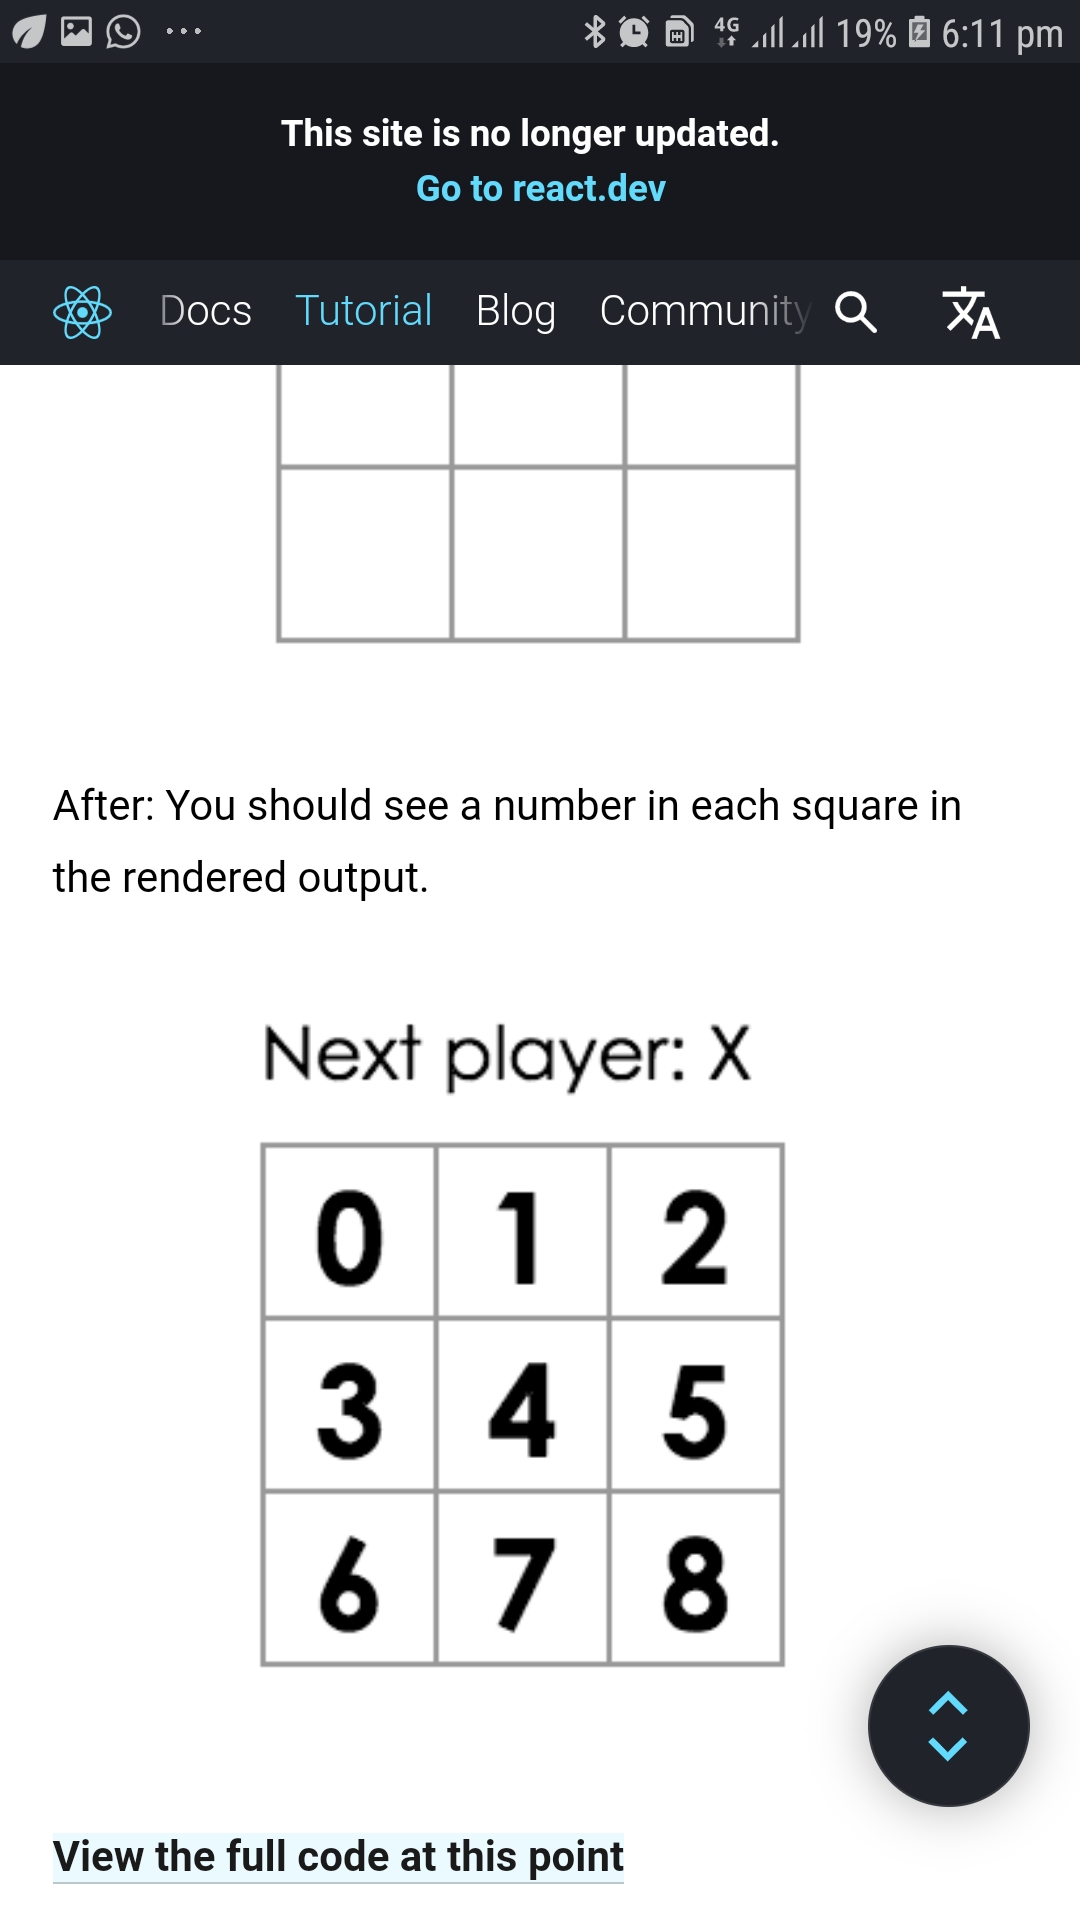 4G 19% 6:11 pm
This site is no longer updated.
Go to react.dev
Docs Tutorial Blog Community
After: You should see a number in each square in
the rendered output.
Next player: X
0 1 2
3 4 5
6 7 8
View the full code at this point